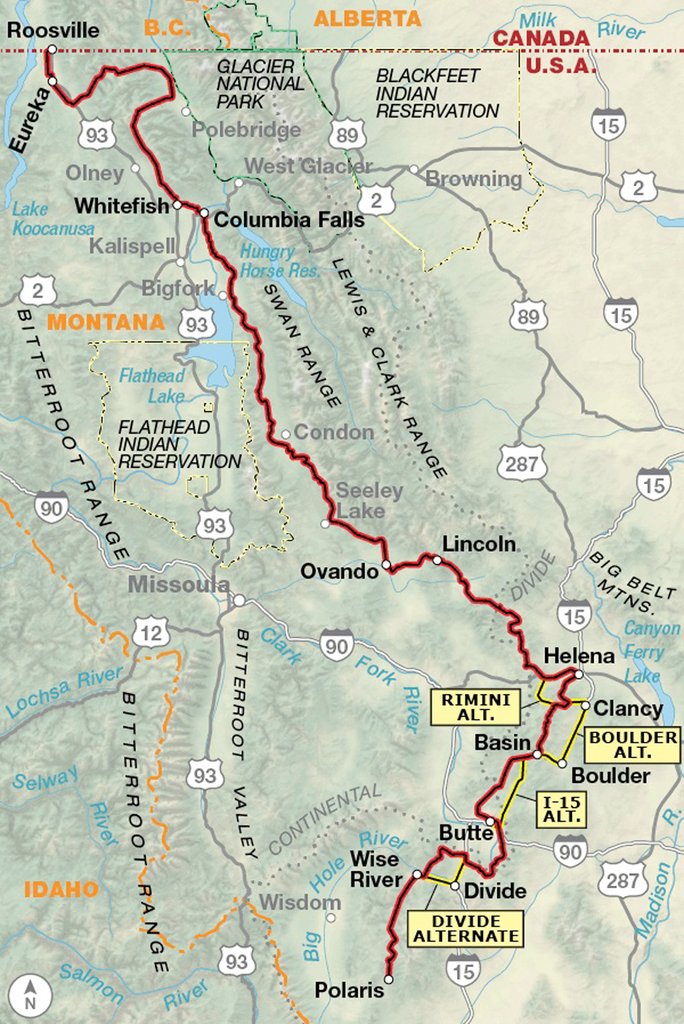 Roosville
B.C.
ALBERTA
Milk
River
CANADA
U.S.A.
GLACIER
NATIONAL
PARK
BLACKFEET
INDIAN
RESERVATION
Eureka
93
Polebridge
89
15
Olney
West Glacier
Browning
2
2
Whitefish
Columbia Falls
Lake
Koocanusa
Kalispell
Hungry
Horse Res.
2
Bigfork
93
MONTANA
SWAN RANGE
LEWIS & CLARK RANGE
89
15
BITTERROOT RANGE
Flathead
Lake
FLATHEAD
INDIAN
RESERVATION
Condon
287
15
90
Seeley
Lake
93
Lincoln
Ovando
DIVIDE
BIG BELT
MTNS.
Missoula
15
12
Clark
Fork
River
90
Canyon
Ferry
Lake
Helena
Lochsa River
BITTERROOT RANGE
BITTERROOT VALLEY
RIMINI
ALT.
Clancy
Basin
BOULDER
ALT.
Boulder
Selway
River
93
CONTINENTAL
I-15
ALT.
Butte
90
Wise
River
Big
Hole
River
287
Madison
R.
IDAHO
Wisdom
Divide
DIVIDE
ALTERNATE
93
15
Salmon
River
Polaris
N